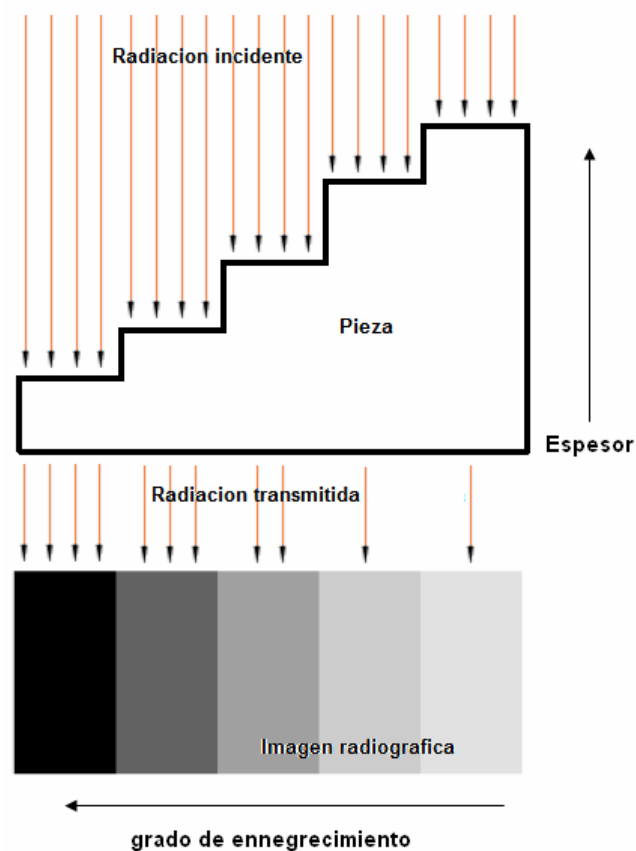 Radiacion incidente
Pieza
Espesor
Radiacion transmitida
Imagen radiografica
grado de ennegrecimiento